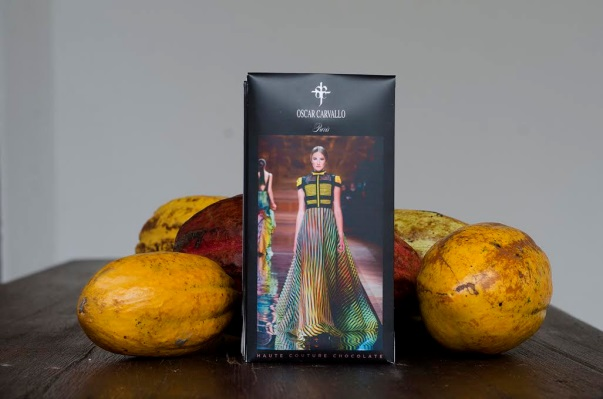 OSCAR CARVALLO
Paris
HAUTE COUTURE CHOCOLATE